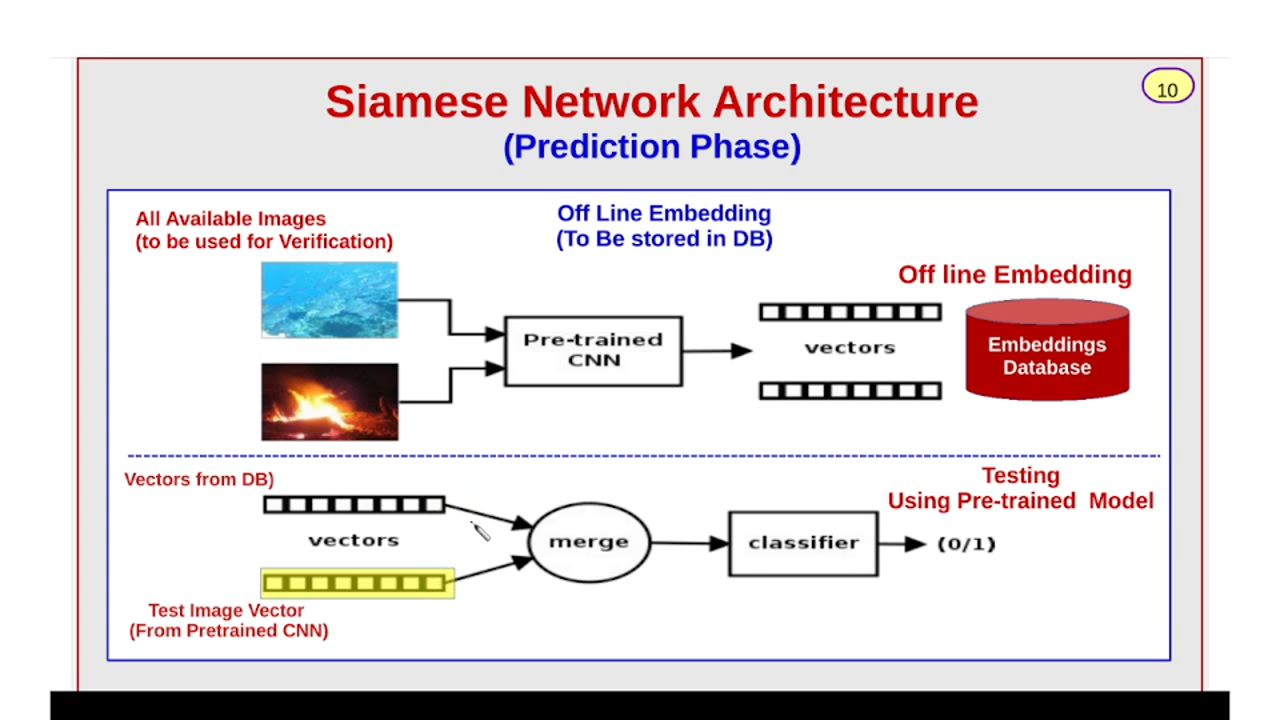 Siamese Network Architecture
(Prediction Phase)
10
All Available Images
(to be used for Verification)
Off Line Embedding
(To Be stored in DB)
Off line Embedding
Pre-trained
CNN
vectors
Embeddings
Database
Vectors from DB)
Testing
Using Pre-trained Model
vectors
merge
classifier
(0/1)
Test Image Vector
(From Pretrained CNN)